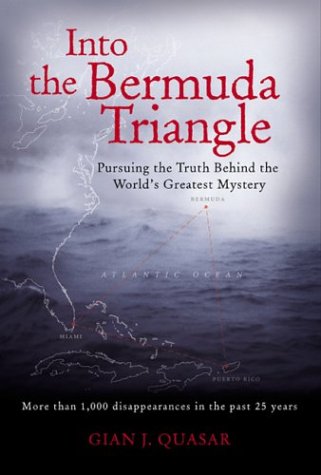 Into
the Bermuda
Triangle
Pursuing the Truth Behind the
World's Greatest Mystery
BERMUDA
ATLANTIC OCEAN
MIAMI
PUERTO RICO
More than 1,000 disappearances in the past 25 years
GIAN J. QUASAR